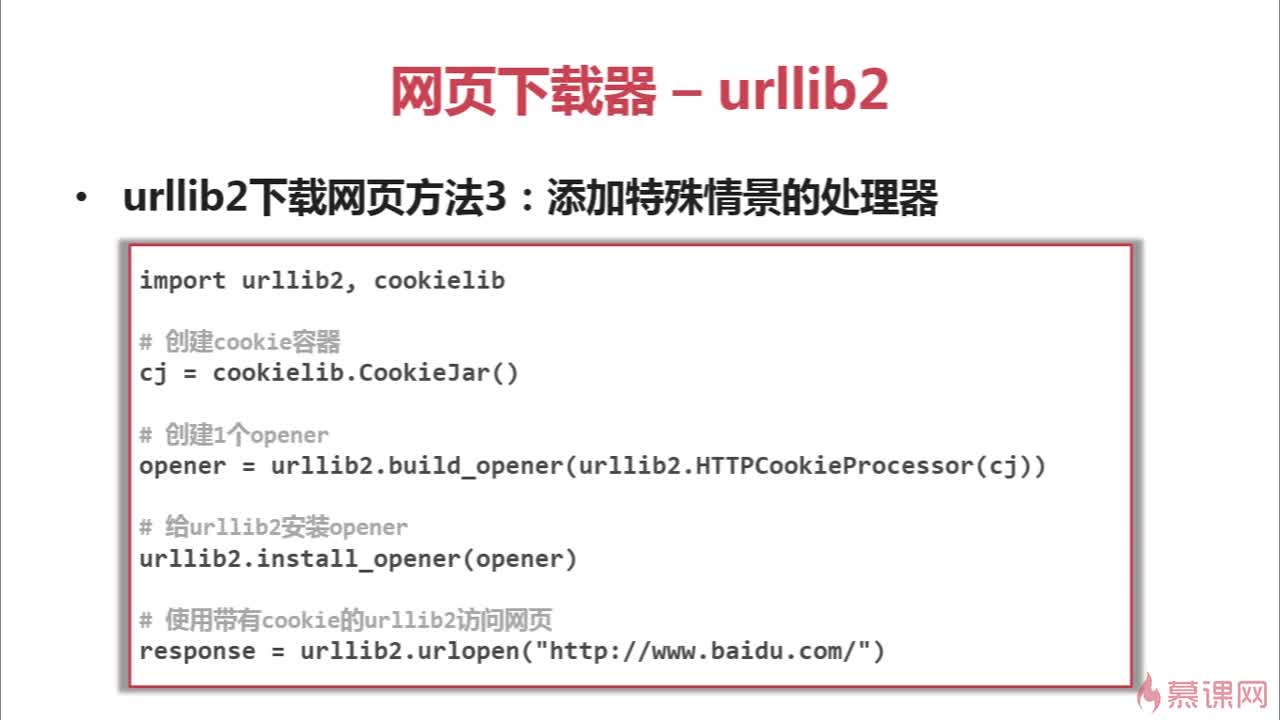 网页下载器 – urllib2
• urllib2下载网页方法3：添加特殊情景的处理器
import urllib2, cookielib
# 创建cookie容器
cj = cookielib.CookieJar()
# 创建1个opener
opener = urllib2.build_opener(urllib2.HTTPCookieProcessor(cj))
# 给urllib2安装opener
urllib2.install_opener(opener)
# 使用带有cookie的urllib2访问网页
response = urllib2.urlopen("http://www.baidu.com/")
慕课网